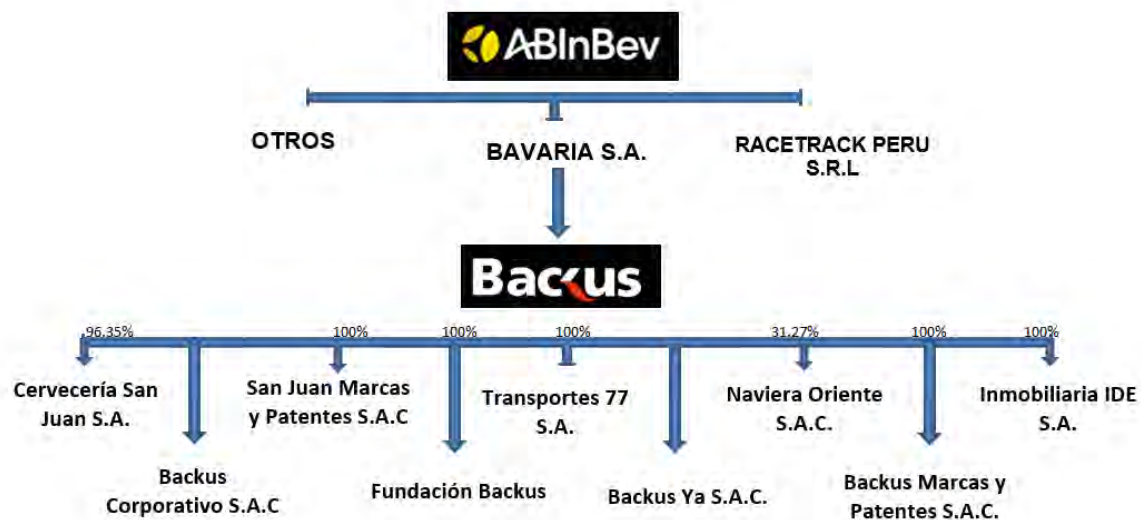 ABInBev
OTROS
BAVARIA S.A.
RACETRACK PERU
S.R.L
Backus
96.35%
100%
100%
100%
31.27%
100%
100%
Cervecería San
Juan S.A.
San Juan Marcas
y Patentes S.A.C
Transportes 77
S.A.
Naviera Oriente
S.A.C.
Inmobiliaria IDE
S.A.
Backus
Corporativo S.A.C
Fundación Backus
Backus Ya S.A.C.
Backus Marcas y
Patentes S.A.C.